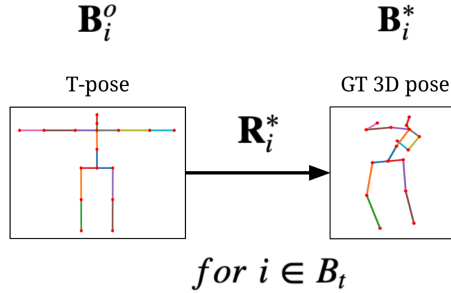 B_i^o B_i^*
T-pose GT 3D pose
R_i^*
for i ∈ B_t